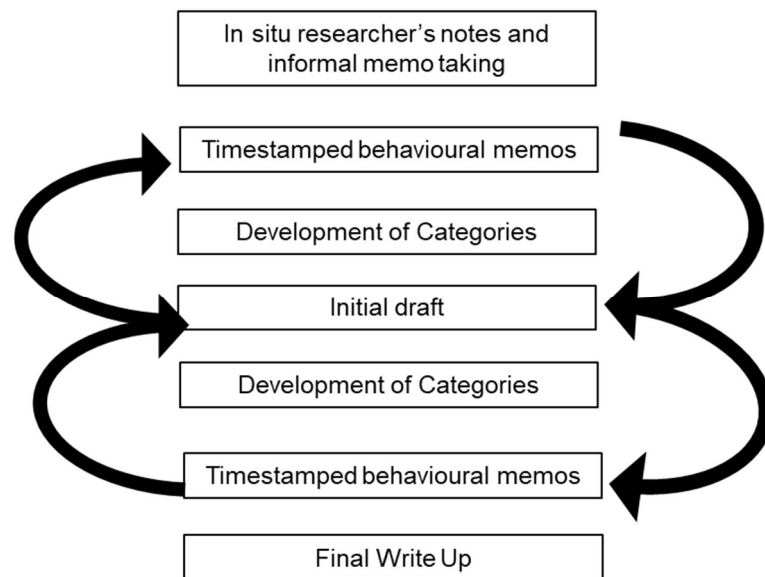 In situ researcher’s notes and
informal memo taking
Timestamped behavioural memos
Development of Categories
Initial draft
Development of Categories
Timestamped behavioural memos
Final Write Up